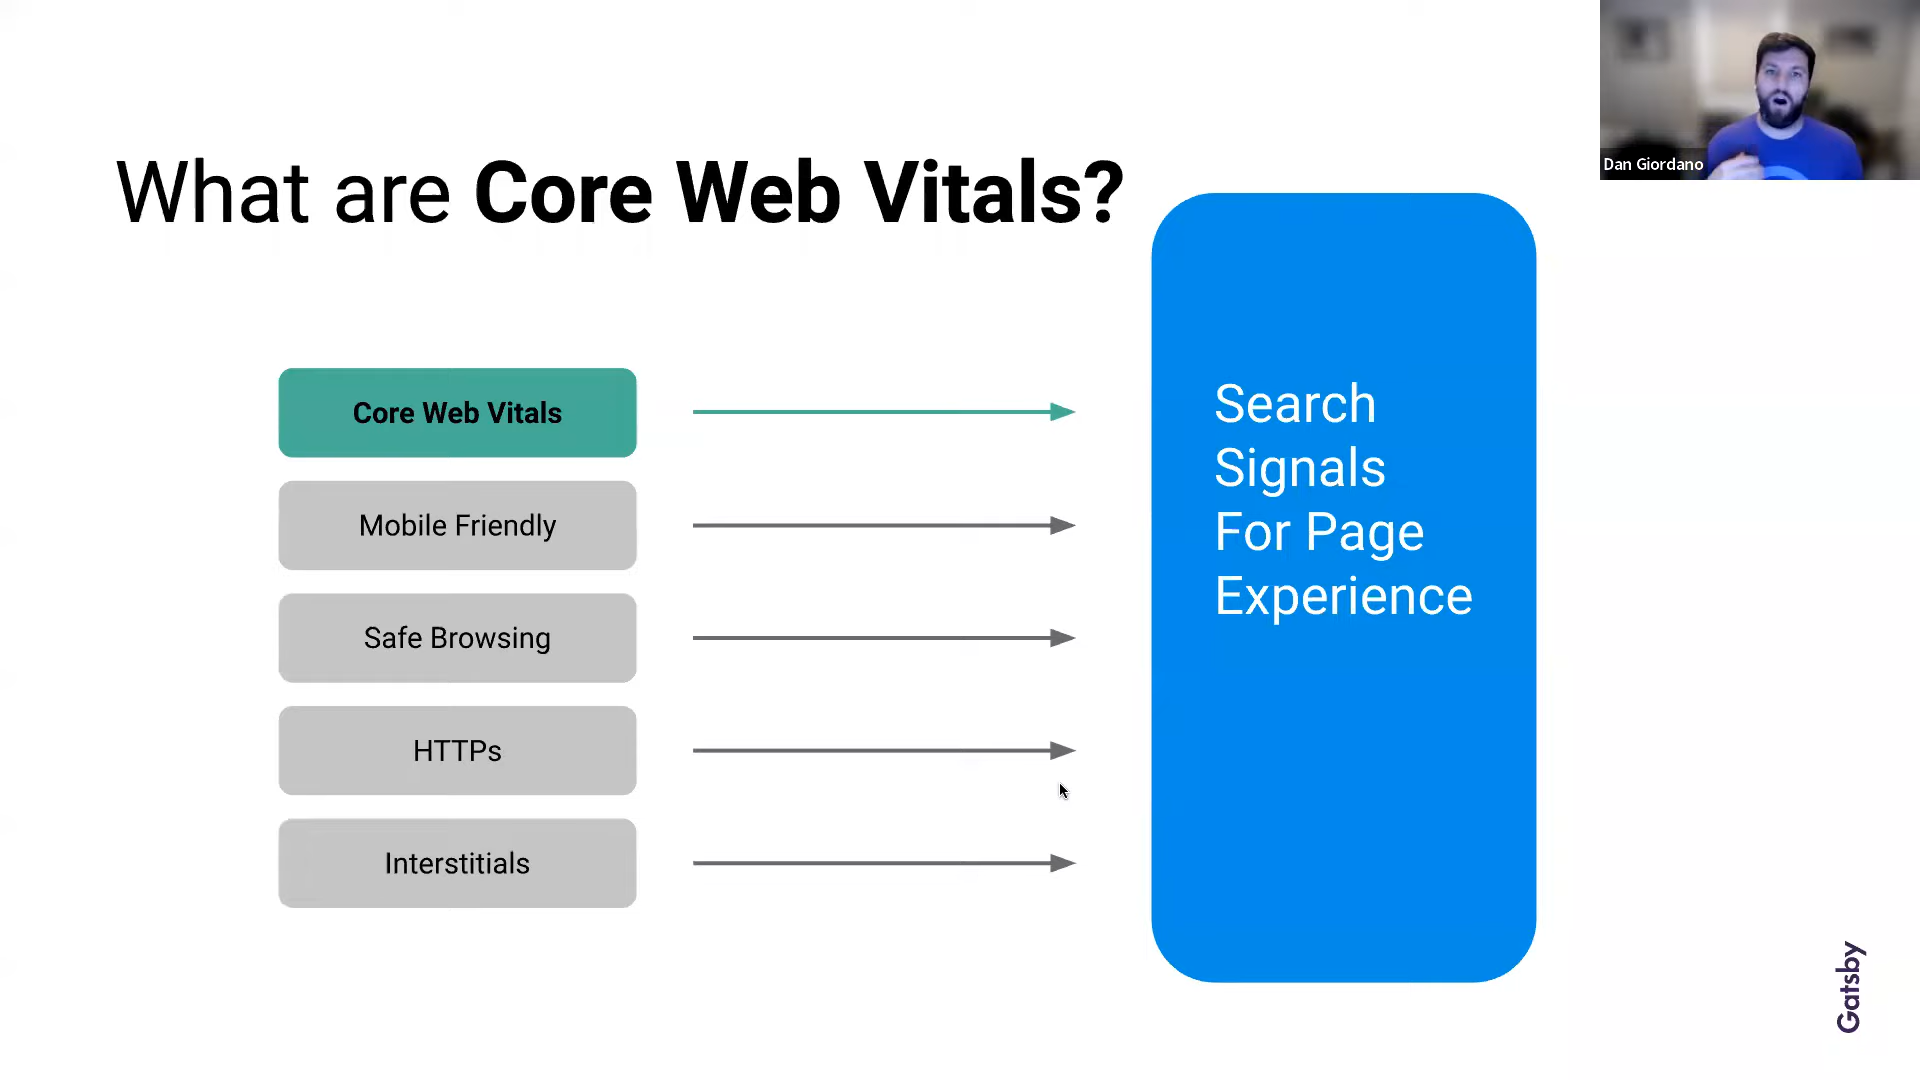 Dan Giordano
What are Core Web Vitals?
Core Web Vitals
Mobile Friendly
Safe Browsing
HTTPs
Interstitials
Search
Signals
For Page
Experience
Gatsby